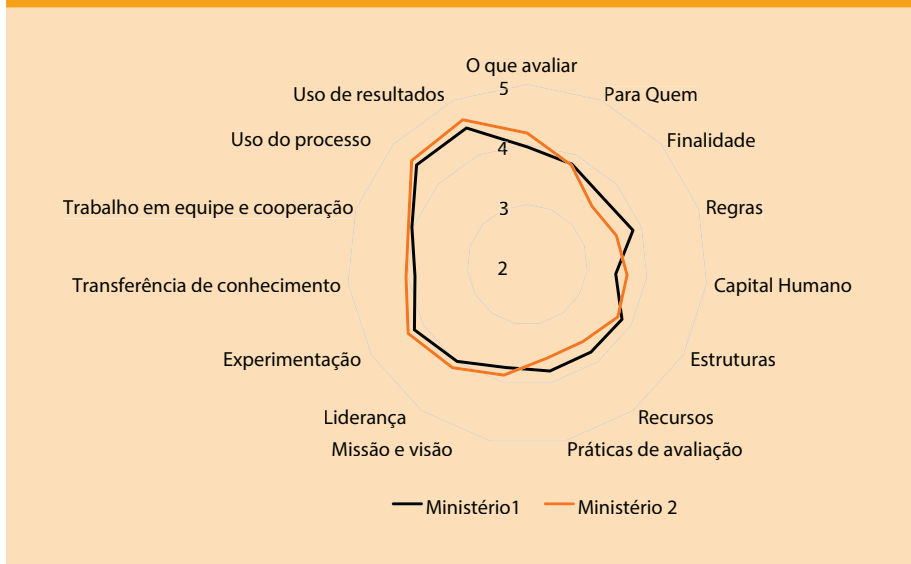 O que avaliar
5
Uso de resultados
Para Quem
Uso do processo
Finalidade
4
Trabalho em equipe e cooperação
3
Regras
2
Transferência de conhecimento
Capital Humano
Experimentação
Estruturas
Liderança
Recursos
Missão e visão
Práticas de avaliação
Ministério1
Ministério 2